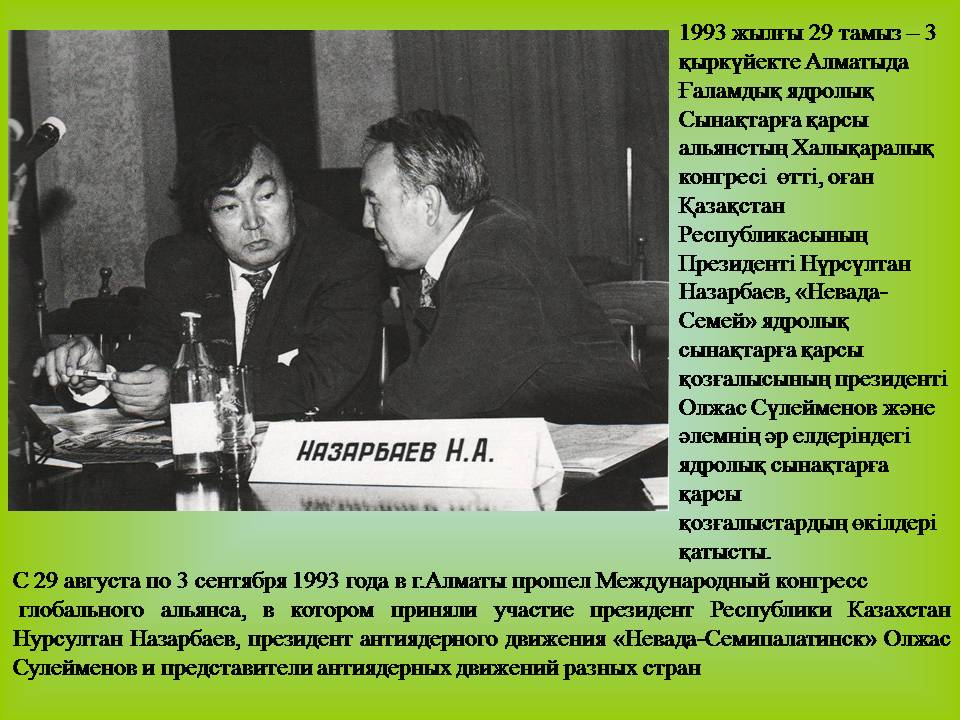 1993 жылғы 29 тамыз – 3
қыркүйекте Алматыда
Ғаламдық ядролық
Сынақтарға қарсы
альянстың Халықаралық
конгресі өтті, оған
Қазақстан
Республикасының
Президенті Нүрсұлтан
Назарбаев, «Невада-
Семей» ядролық
сынақтарға қарсы
қозғалысының президенті
Олжас Сүлейменов және
әлемнің әр елдеріндегі
ядролық сынақтарға
қарсы
қозғалыстардың өкілдері
қатысты.
НАЗАРБАЕВ Н.А.
С 29 августа по 3 сентября 1993 года в г.Алматы прошел Международный конгресс
глобального альянса, в котором приняли участие президент Республики Казахстан
Нурсултан Назарбаев, президент антиядерного движения «Невада-Семипалатинск» Олжас
Сулейменов и представители антиядерных движений разных стран